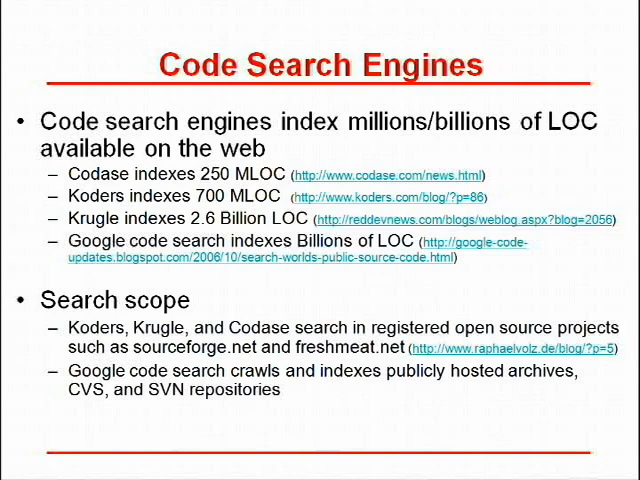 Code Search Engines
• Code search engines index millions/billions of LOC
available on the web
– Codase indexes 250 MLOC (http://www.codase.com/news.html)
– Koders indexes 700 MLOC (http://www.koders.com/blog/?p=86)
– Krugle indexes 2.6 Billion LOC (http://reddevnews.com/blogs/weblog.aspx?blog=2056)
– Google code search indexes Billions of LOC (http://google-code-
updates.blogspot.com/2006/10/search-worlds-public-source-code.html)
• Search scope
– Koders, Krugle, and Codase search in registered open source projects
such as sourceforge.net and freshmeat.net (http://www.raphaelvolz.de/blog/?p=5)
– Google code search crawls and indexes publicly hosted archives,
CVS, and SVN repositories